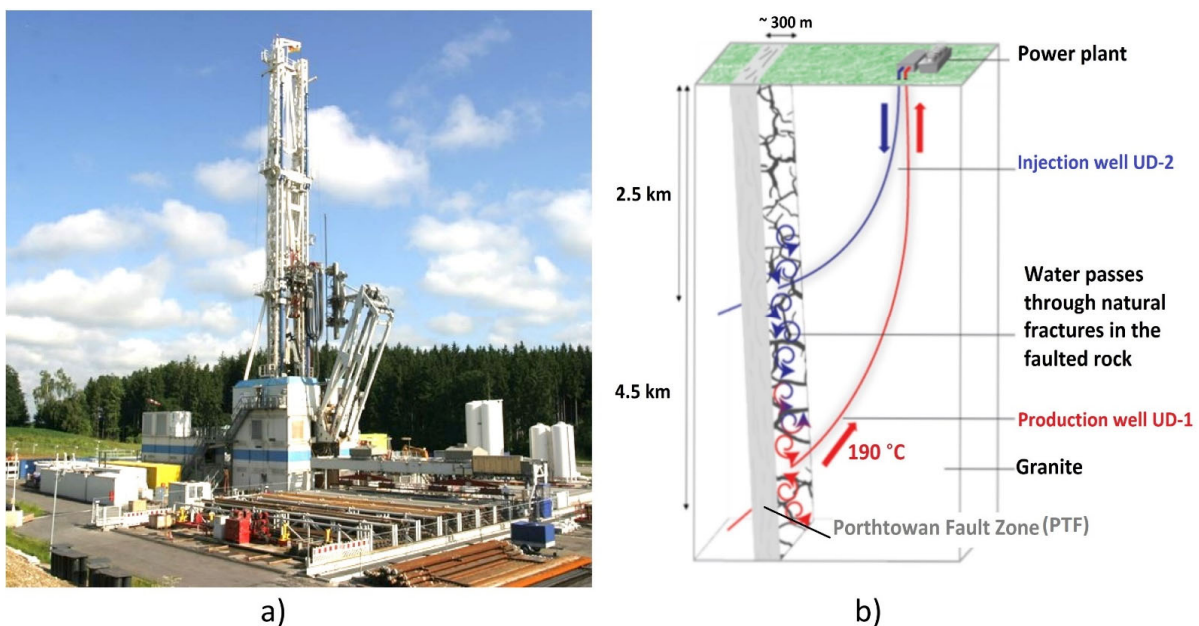 ~ 300 m
Power plant
2.5 km
Injection well UD-2
Water passes
through natural
fractures in the
faulted rock
4.5 km
Production well UD-1
190 °C
Granite
Porthtowan Fault Zone (PTF)
a)
b)